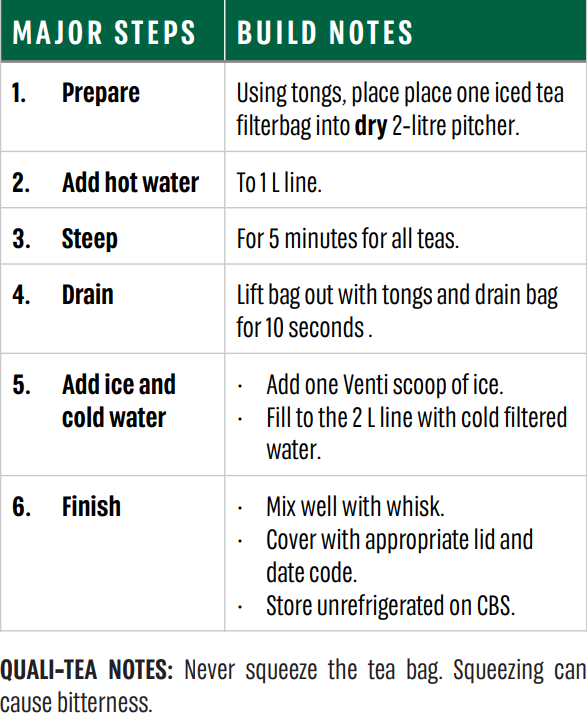 MAJOR STEPS BUILD NOTES
1. Prepare Using tongs, place place one iced tea
filterbag into dry 2-litre pitcher.
2. Add hot water To 1 L line.
3. Steep For 5 minutes for all teas.
4. Drain Lift bag out with tongs and drain bag
for 10 seconds .
5. Add ice and · Add one Venti scoop of ice.
cold water · Fill to the 2 L line with cold filtered
water.
6. Finish · Mix well with whisk.
· Cover with appropriate lid and
date code.
· Store unrefrigerated on CBS.
QUALI-TEA NOTES: Never squeeze the tea bag. Squeezing can
cause bitterness.